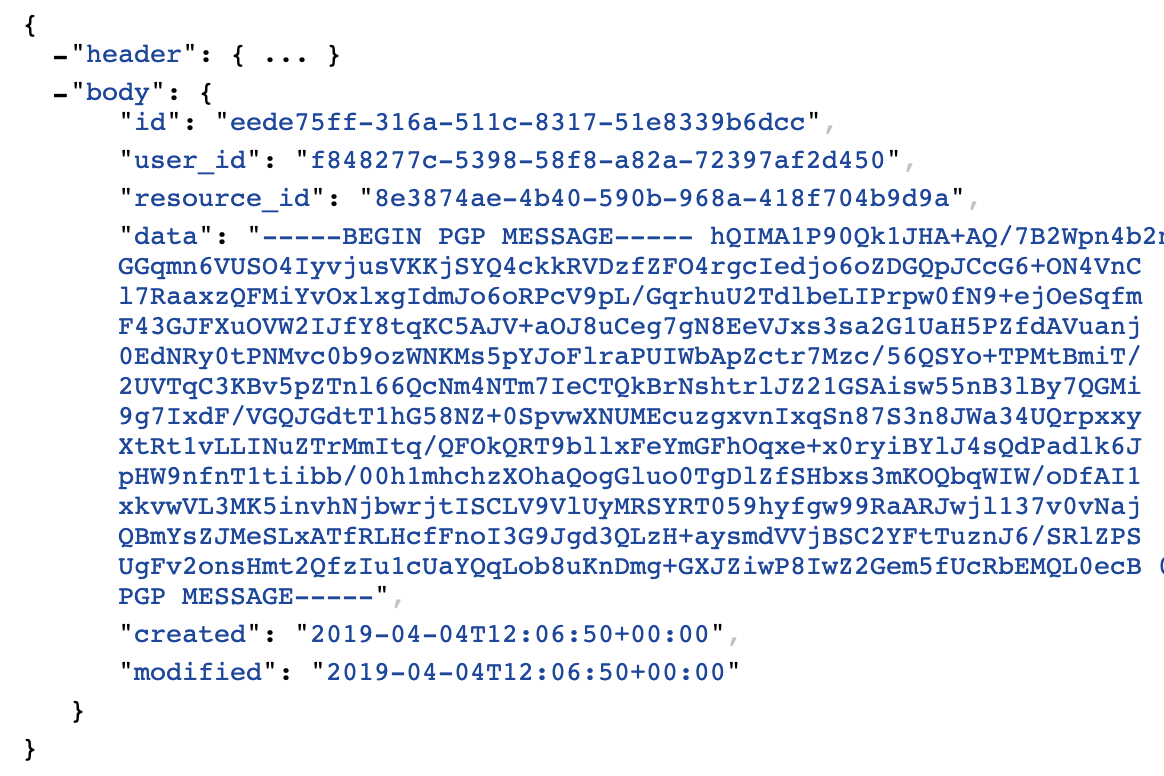 {
−"header": { ... }
−"body": {
"id": "eede75ff-316a-511c-8317-51e8339b6dcc",
"user_id": "f848277c-5398-58f8-a82a-72397af2d450",
"resource_id": "8e3874ae-4b40-590b-968a-418f704b9d9a",
"data": "-----BEGIN PGP MESSAGE----- hQIMA1P90Qk1JHA+AQ/7B2Wpn4b2r
GGqmn6VUSO4IyvjusVKKjSYQ4ckkRVDzfZFO4rgcIedjo6oZDGQpJCcG6+ON4VnC
l7RaaxzQFMiYvOxlxgIdmJo6oRPcV9pL/GqrhuU2TdlbeLIPrpw0fN9+ejOeSqfm
F43GJFXuOVW2IJfY8tqKC5AJV+aOJ8uCeg7gN8EeVJxs3sa2G1UaH5PZfdAVuanj
0EdNRy0tPNMvc0b9ozWNKMs5pYJoFlraPUIWbApZctr7Mzc/56QSYo+TPMtBmiT/
2UVTqC3KBv5pZTnl66QcNm4NTm7IeCTQkBrNshtrlJZ21GSAisw55nB3lBy7QGMi
9g7IxdF/VGQJGdtT1hG58NZ+0SpvwXNUMEcuzgxvnIxqSn87S3n8JWa34UQrpxxy
XtRt1vLLINuZTrMmItq/QFOkQRT9bllxFeYmGFhOqxe+x0ryiBYlJ4sQdPadlk6J
pHW9nfnT1tiibb/00h1mhchzXOhaQogGluo0TgDlZfSHbxs3mKOQbqWIW/oDfAI1
xkvwVL3MK5invhNjbwrjtISCLV9VlUyMRSYRT059hyfgw99RaARJwjl137v0vNaj
QBmYsZJMeSLxATfRLHcfFnoI3G9Jgd3QLzH+aysmdVVjBSC2YFtTuznJ6/SRlZPS
UgFv2onsHmt2QfzIu1cUaYQqLob8uKnDmg+GXJZiwP8IwZ2Gem5fUcRbEMQL0ecB
PGP MESSAGE-----",
"created": "2019-04-04T12:06:50+00:00",
"modified": "2019-04-04T12:06:50+00:00"
}
}